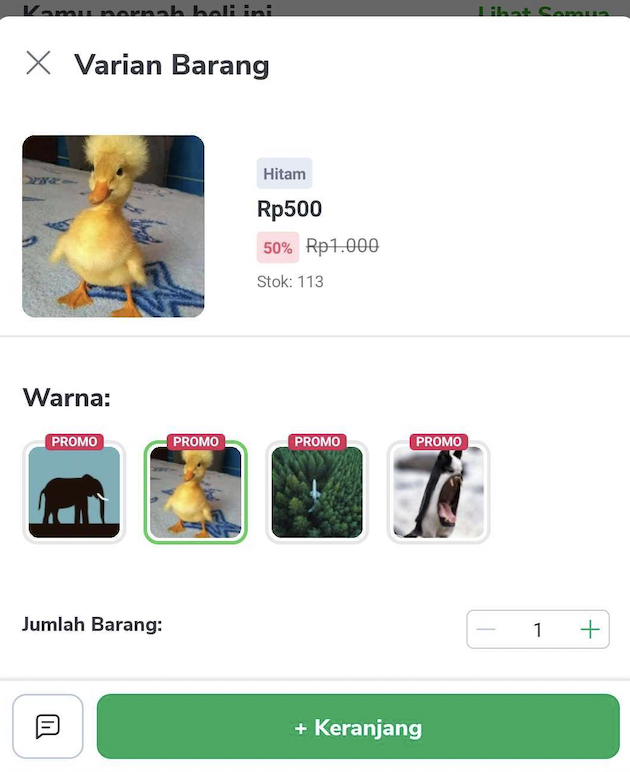 Kamu pernah beli ini
Lihat Semua
Varian Barang
Hitam
Rp500
50% Rp1.000
Stok: 113
Warna:
PROMO PROMO PROMO PROMO
Jumlah Barang:
1
+ Keranjang